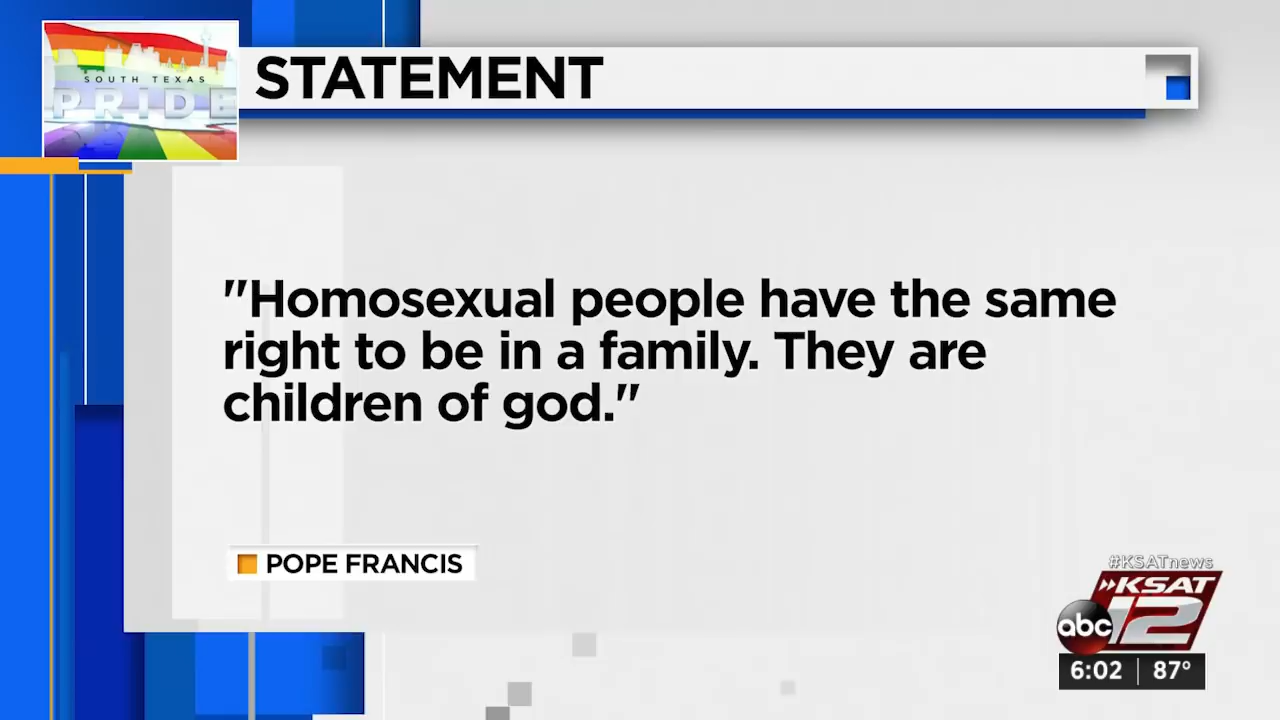 SOUTH TEXAS
PRIDE
STATEMENT
"Homosexual people have the same
right to be in a family. They are
children of god."
POPE FRANCIS
#KSATnews
KSAT
abc 12
6:02 87°